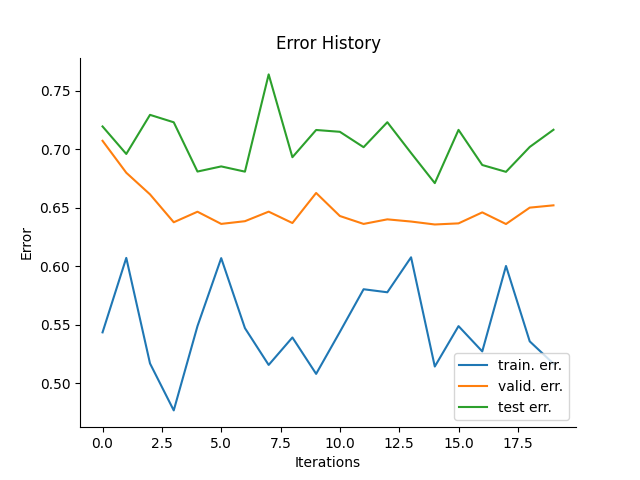 Error History
Error
0.75
0.70
0.65
0.60
0.55
0.50
train. err.
valid. err.
test err.
0.0 2.5 5.0 7.5 10.0 12.5 15.0 17.5
Iterations